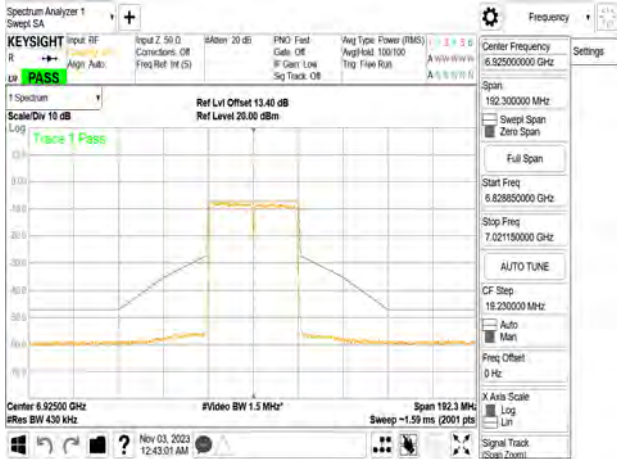 Spectrum Analyzer 1
Swept SA
+
Frequency
KEYSIGHT
Input: RF
Align: Auto
Input Z: 50 Ω
Corrections: Off
Freq Ref: Int (S)
#Atten: 20 dB
PNO: Fast
Gate: Off
IF Gain: Low
Sig Track: Off
Avg Type: Power (RMS)
Avg|Hold: 100/100
Trig: Free Run
PASS
1 Spectrum
Scale/Div 10 dB
Ref Lvl Offset 13.40 dB
Ref Level 20.00 dBm
Log
Trace 1 Pass
Center 6.92500 GHz
#Res BW 430 kHz
#Video BW 1.5 MHz*
Span 192.3 MHz
Sweep ~1.59 ms (2001 pts)
Nov 03, 2023
12:43:01 AM
Center Frequency
6.925000000 GHz
Settings
Span
192.300000 MHz
Swept Span
Zero Span
Full Span
Start Freq
6.828850000 GHz
Stop Freq
7.021150000 GHz
AUTO TUNE
CF Step
19.230000 MHz
Auto
Man
Freq Offset
0 Hz
X Axis Scale
Log
Lin
Signal Track
(Span Zoom)